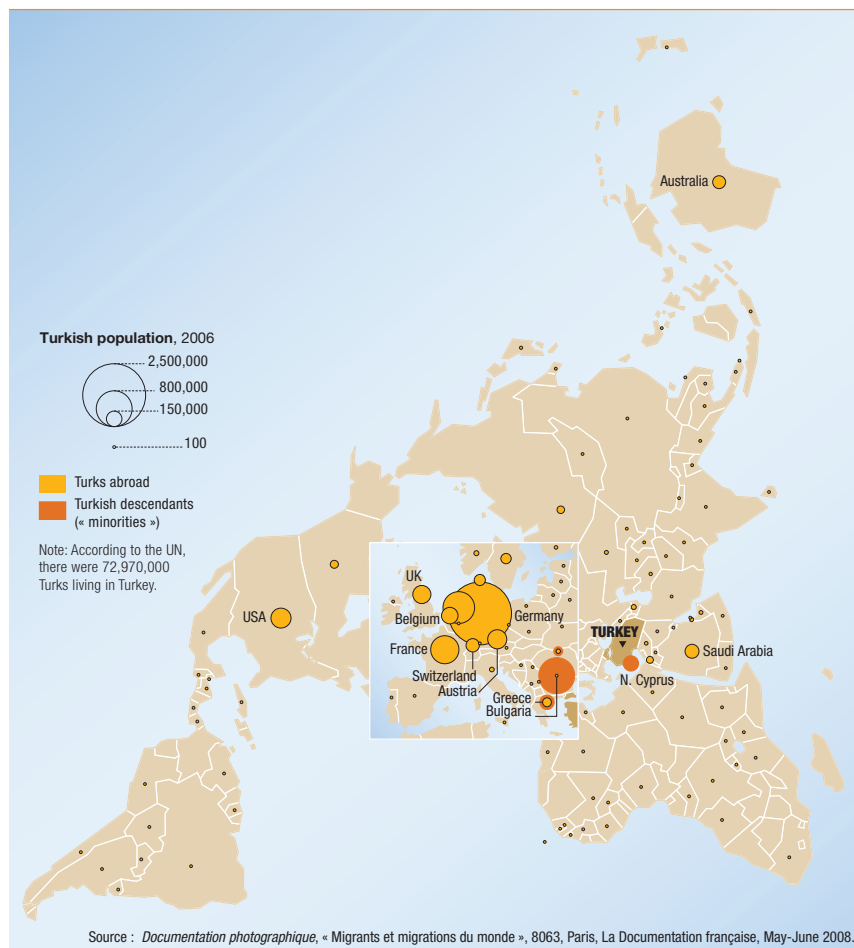 Australia
Turkish population, 2006
2,500,000
800,000
150,000
100
Turks abroad
Turkish descendants
(« minorities »)
Note: According to the UN,
there were 72,970,000
Turks living in Turkey.
UK
USA
Belgium
Germany
TURKEY
France
Saudi Arabia
Switzerland
N. Cyprus
Austria
Greece
Bulgaria
Source : Documentation photographique, « Migrants et migrations du monde », 8063, Paris, La Documentation française, May-June 2008.